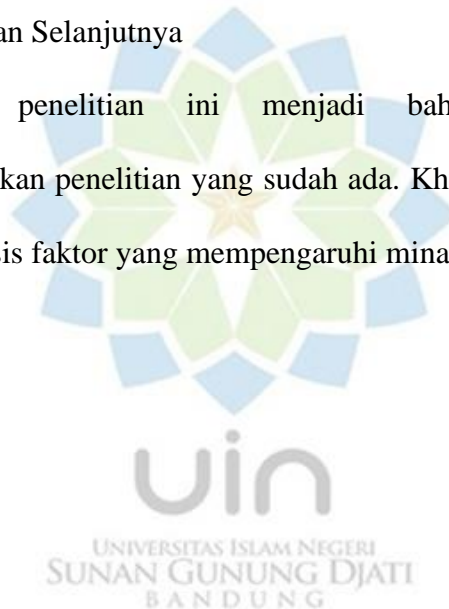 an Selanjutnya
penelitian ini menjadi bah
kan penelitian yang sudah ada. Kh
sis faktor yang mempengaruhi mina
uin
UNIVERSITAS ISLAM NEGERI
SUNAN GUNUNG DJATI
BANDUNG